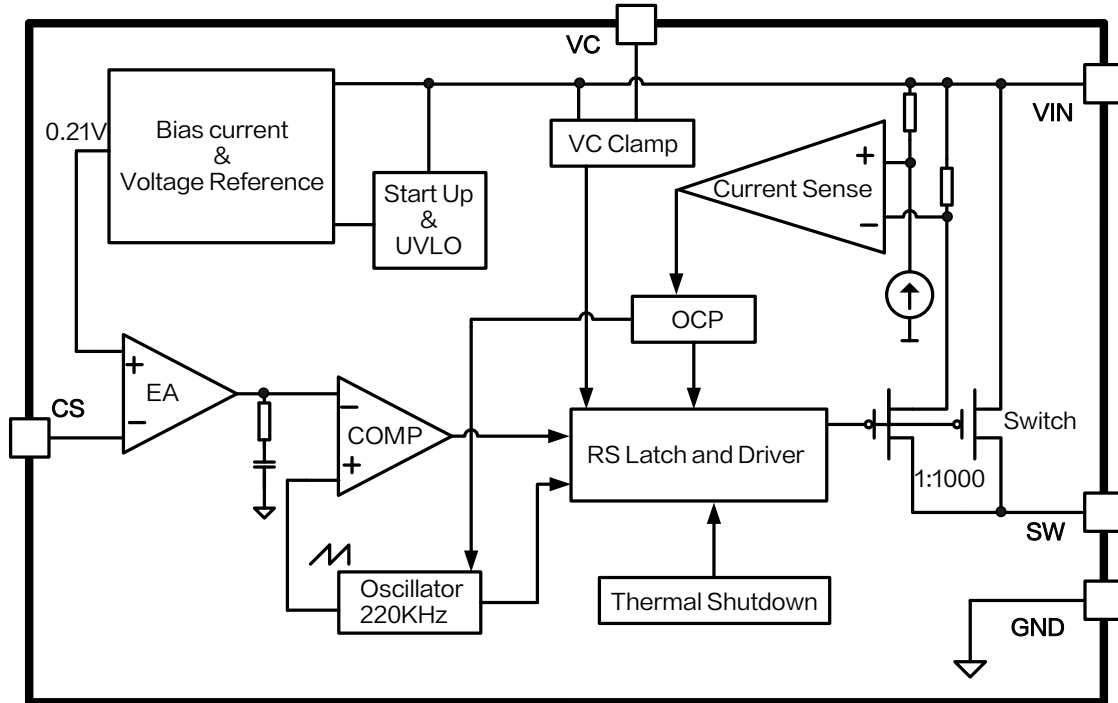 VC
VIN
0.21V
Bias current
&
Voltage Reference
Start Up
&
UVLO
VC Clamp
+
Current Sense
−
OCP
+
EA
−
CS
−
COMP
+
RS Latch and Driver
Switch
1:1000
SW
Oscillator
220KHz
Thermal Shutdown
GND